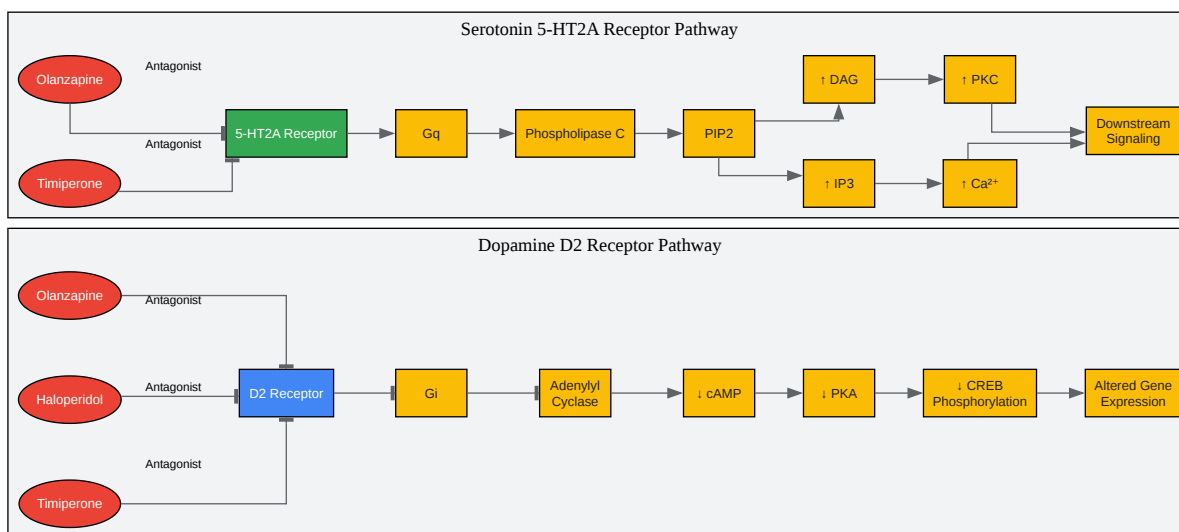 Serotonin 5-HT2A Receptor Pathway
Olanzapine
Antagonist
Timiperone
Antagonist
5-HT2A Receptor
Gq
Phospholipase C
PIP2
↑ DAG
↑ PKC
↑ IP3
↑ Ca²⁺
Downstream
Signaling
Dopamine D2 Receptor Pathway
Olanzapine
Antagonist
Haloperidol
Antagonist
Timiperone
Antagonist
D2 Receptor
Gi
Adenylyl
Cyclase
↓ cAMP
↓ PKA
↓ CREB
Phosphorylation
Altered Gene
Expression